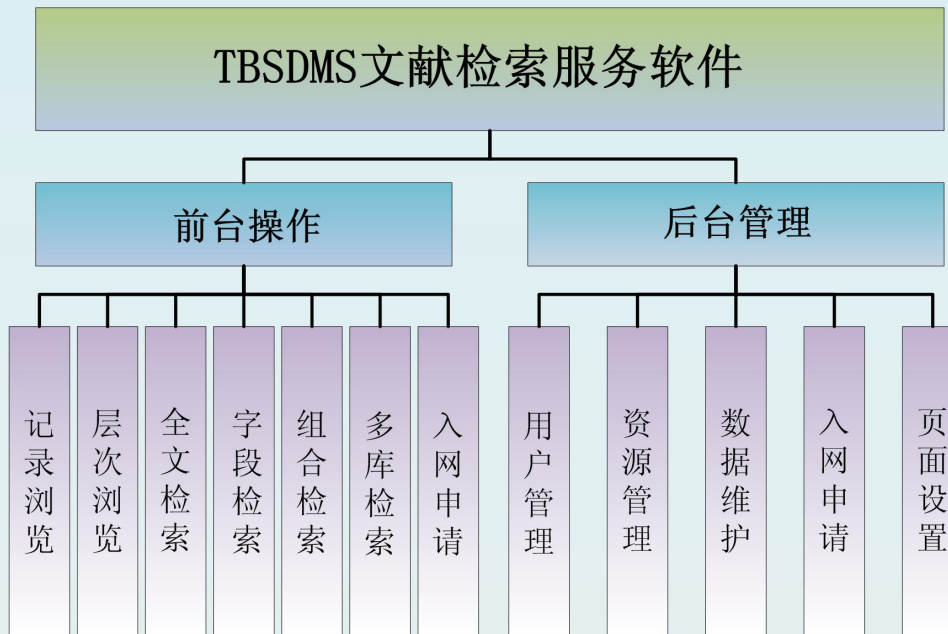 TBSDMS文献检索服务软件
前台操作
后台管理
记录浏览
层次浏览
全文检索
字段检索
组合检索
多库检索
入网申请
用户管理
资源管理
数据维护
入网申请
页面设置